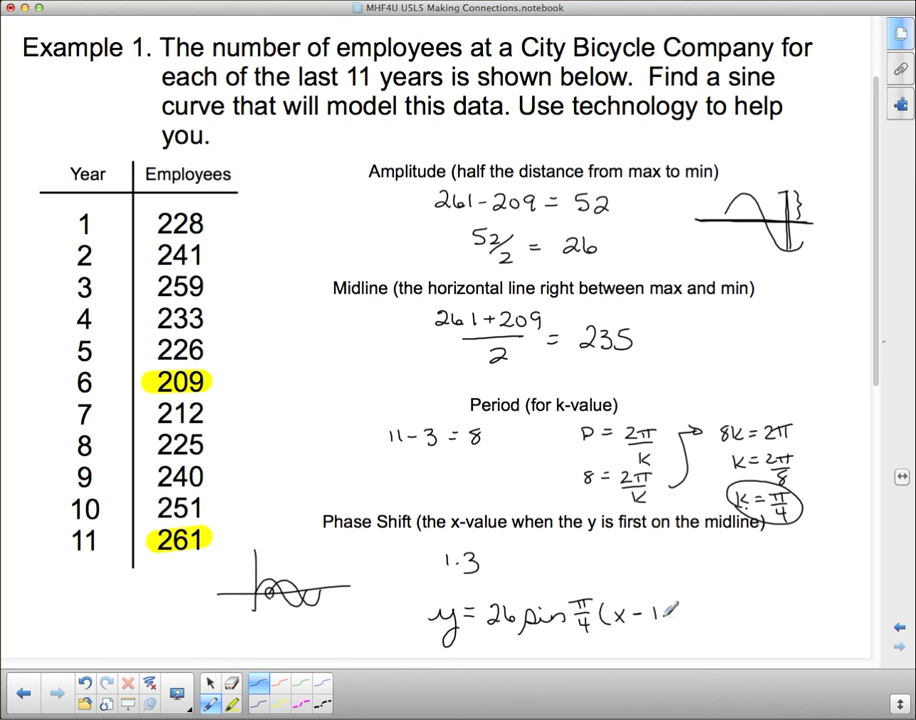 MHF4U U5L5 Making Connections.notebook
Example 1. The number of employees at a City Bicycle Company for
each of the last 11 years is shown below. Find a sine
curve that will model this data. Use technology to help
you.
Year Employees
1 228
2 241
3 259
4 233
5 226
6 209
7 212
8 225
9 240
10 251
11 261
Amplitude (half the distance from max to min)
261-209 = 52
52/2 = 26
Midline (the horizontal line right between max and min)
261+209
2
= 235
Period (for k-value)
11-3 = 8
P = 2π/K
8 = 2π/K
8K = 2π
K = 2π/8
K = π/4
Phase Shift (the x-value when the y is first on the midline)
1.3
y = 26 sin π/4 (x - 1.